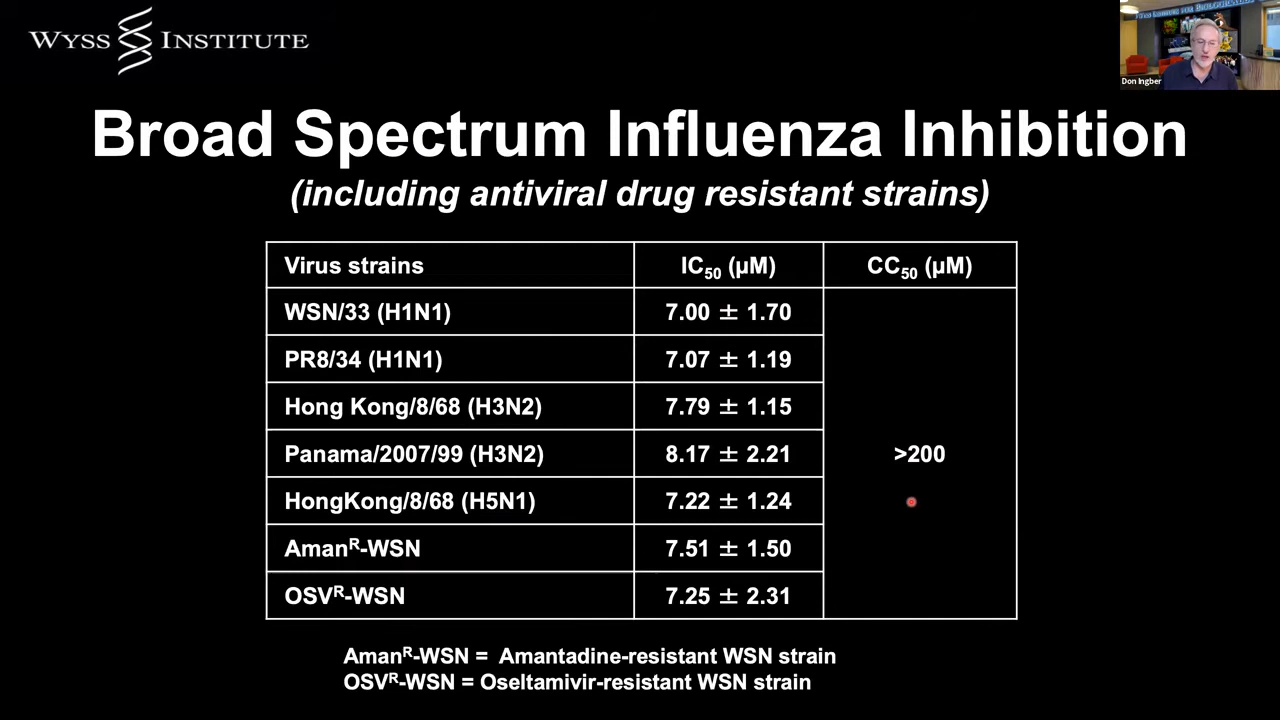 WYSS INSTITUTE
Don Ingber
Broad Spectrum Influenza Inhibition
(including antiviral drug resistant strains)
Virus strains IC50 (µM) CC50 (µM)
WSN/33 (H1N1) 7.00 ± 1.70
PR8/34 (H1N1) 7.07 ± 1.19
Hong Kong/8/68 (H3N2) 7.79 ± 1.15
Panama/2007/99 (H3N2) 8.17 ± 2.21 >200
HongKong/8/68 (H5N1) 7.22 ± 1.24
AmanR-WSN 7.51 ± 1.50
OSVR-WSN 7.25 ± 2.31
AmanR-WSN = Amantadine-resistant WSN strain
OSVR-WSN = Oseltamivir-resistant WSN strain